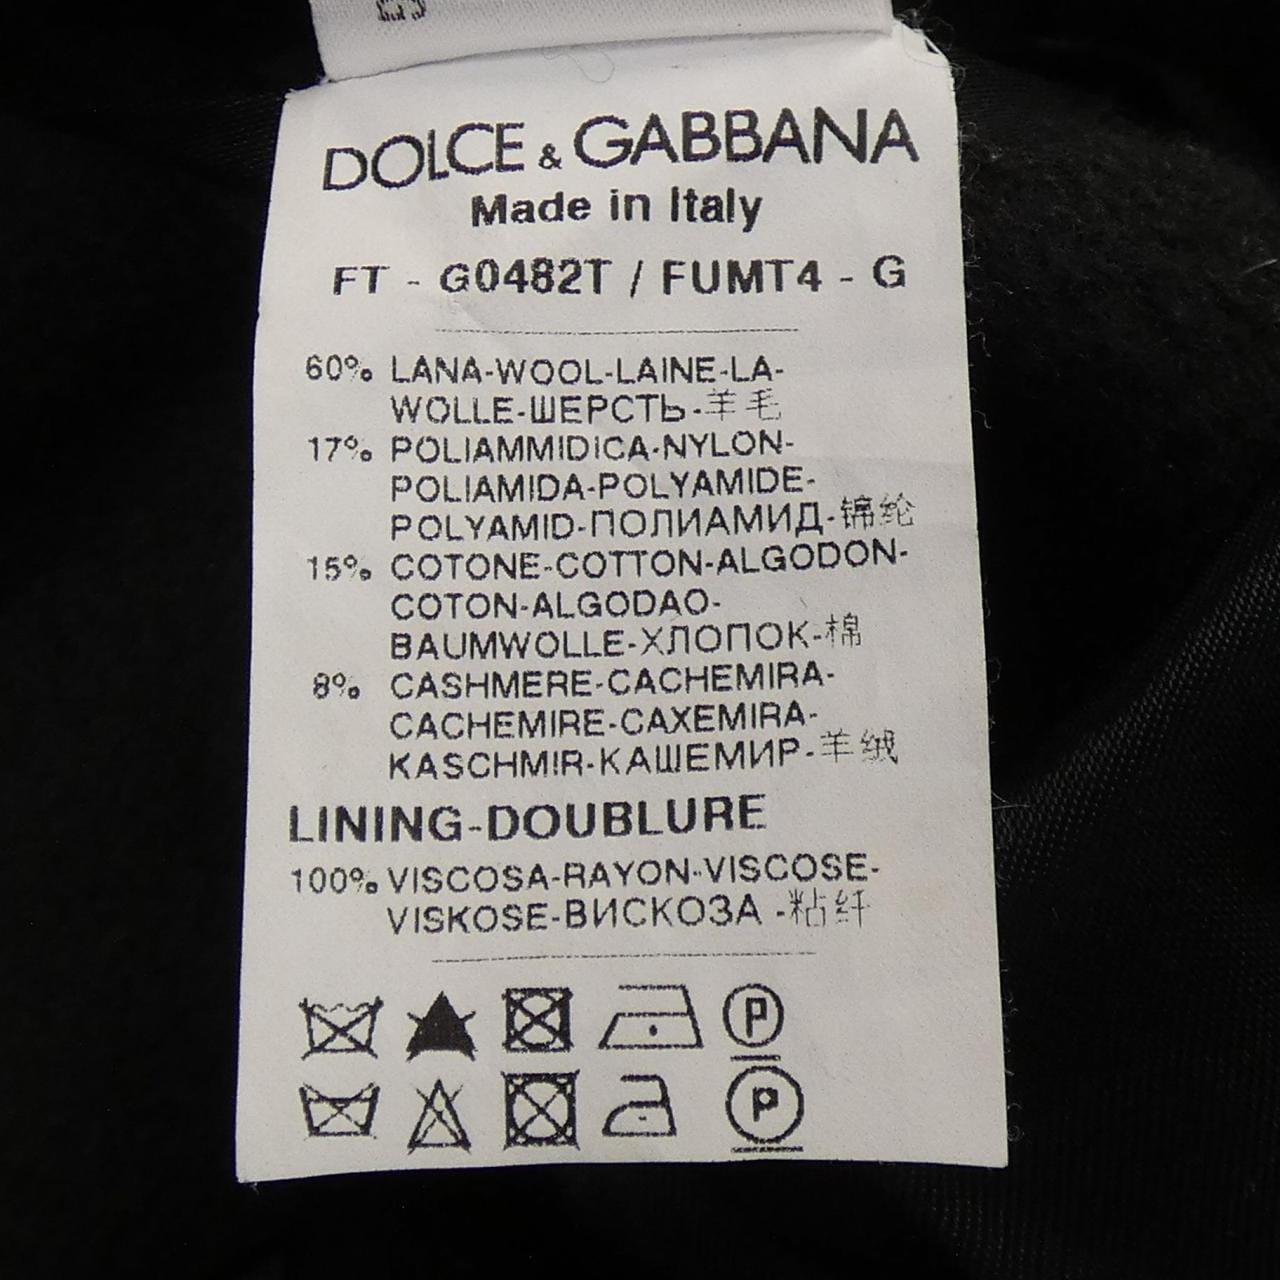 DOLCE & GABBANA
Made in Italy
FT - G0482T / FUMT4 - G
60% LANA-WOOL-LAINE-LA-
WOLLE-ШЕРСТЬ-羊毛
17% POLIAMMIDICA-NYLON-
POLIAMIDA-POLYAMIDE-
POLYAMID-ПОЛИАМИД-锦纶
15% COTONE-COTTON-ALGODON-
COTON-ALGODAO-
BAUMWOLLE-ХЛОПОК-棉
8% CASHMERE-CACHEMIRA-
CACHEMIRE-CAXEMIRA-
KASCHMIR-КАШЕМИР-羊绒
LINING-DOUBLURE
100% VISCOSA-RAYON-VISCOSE-
VISKOSE-ВИСКОЗА -粘纤
P
P